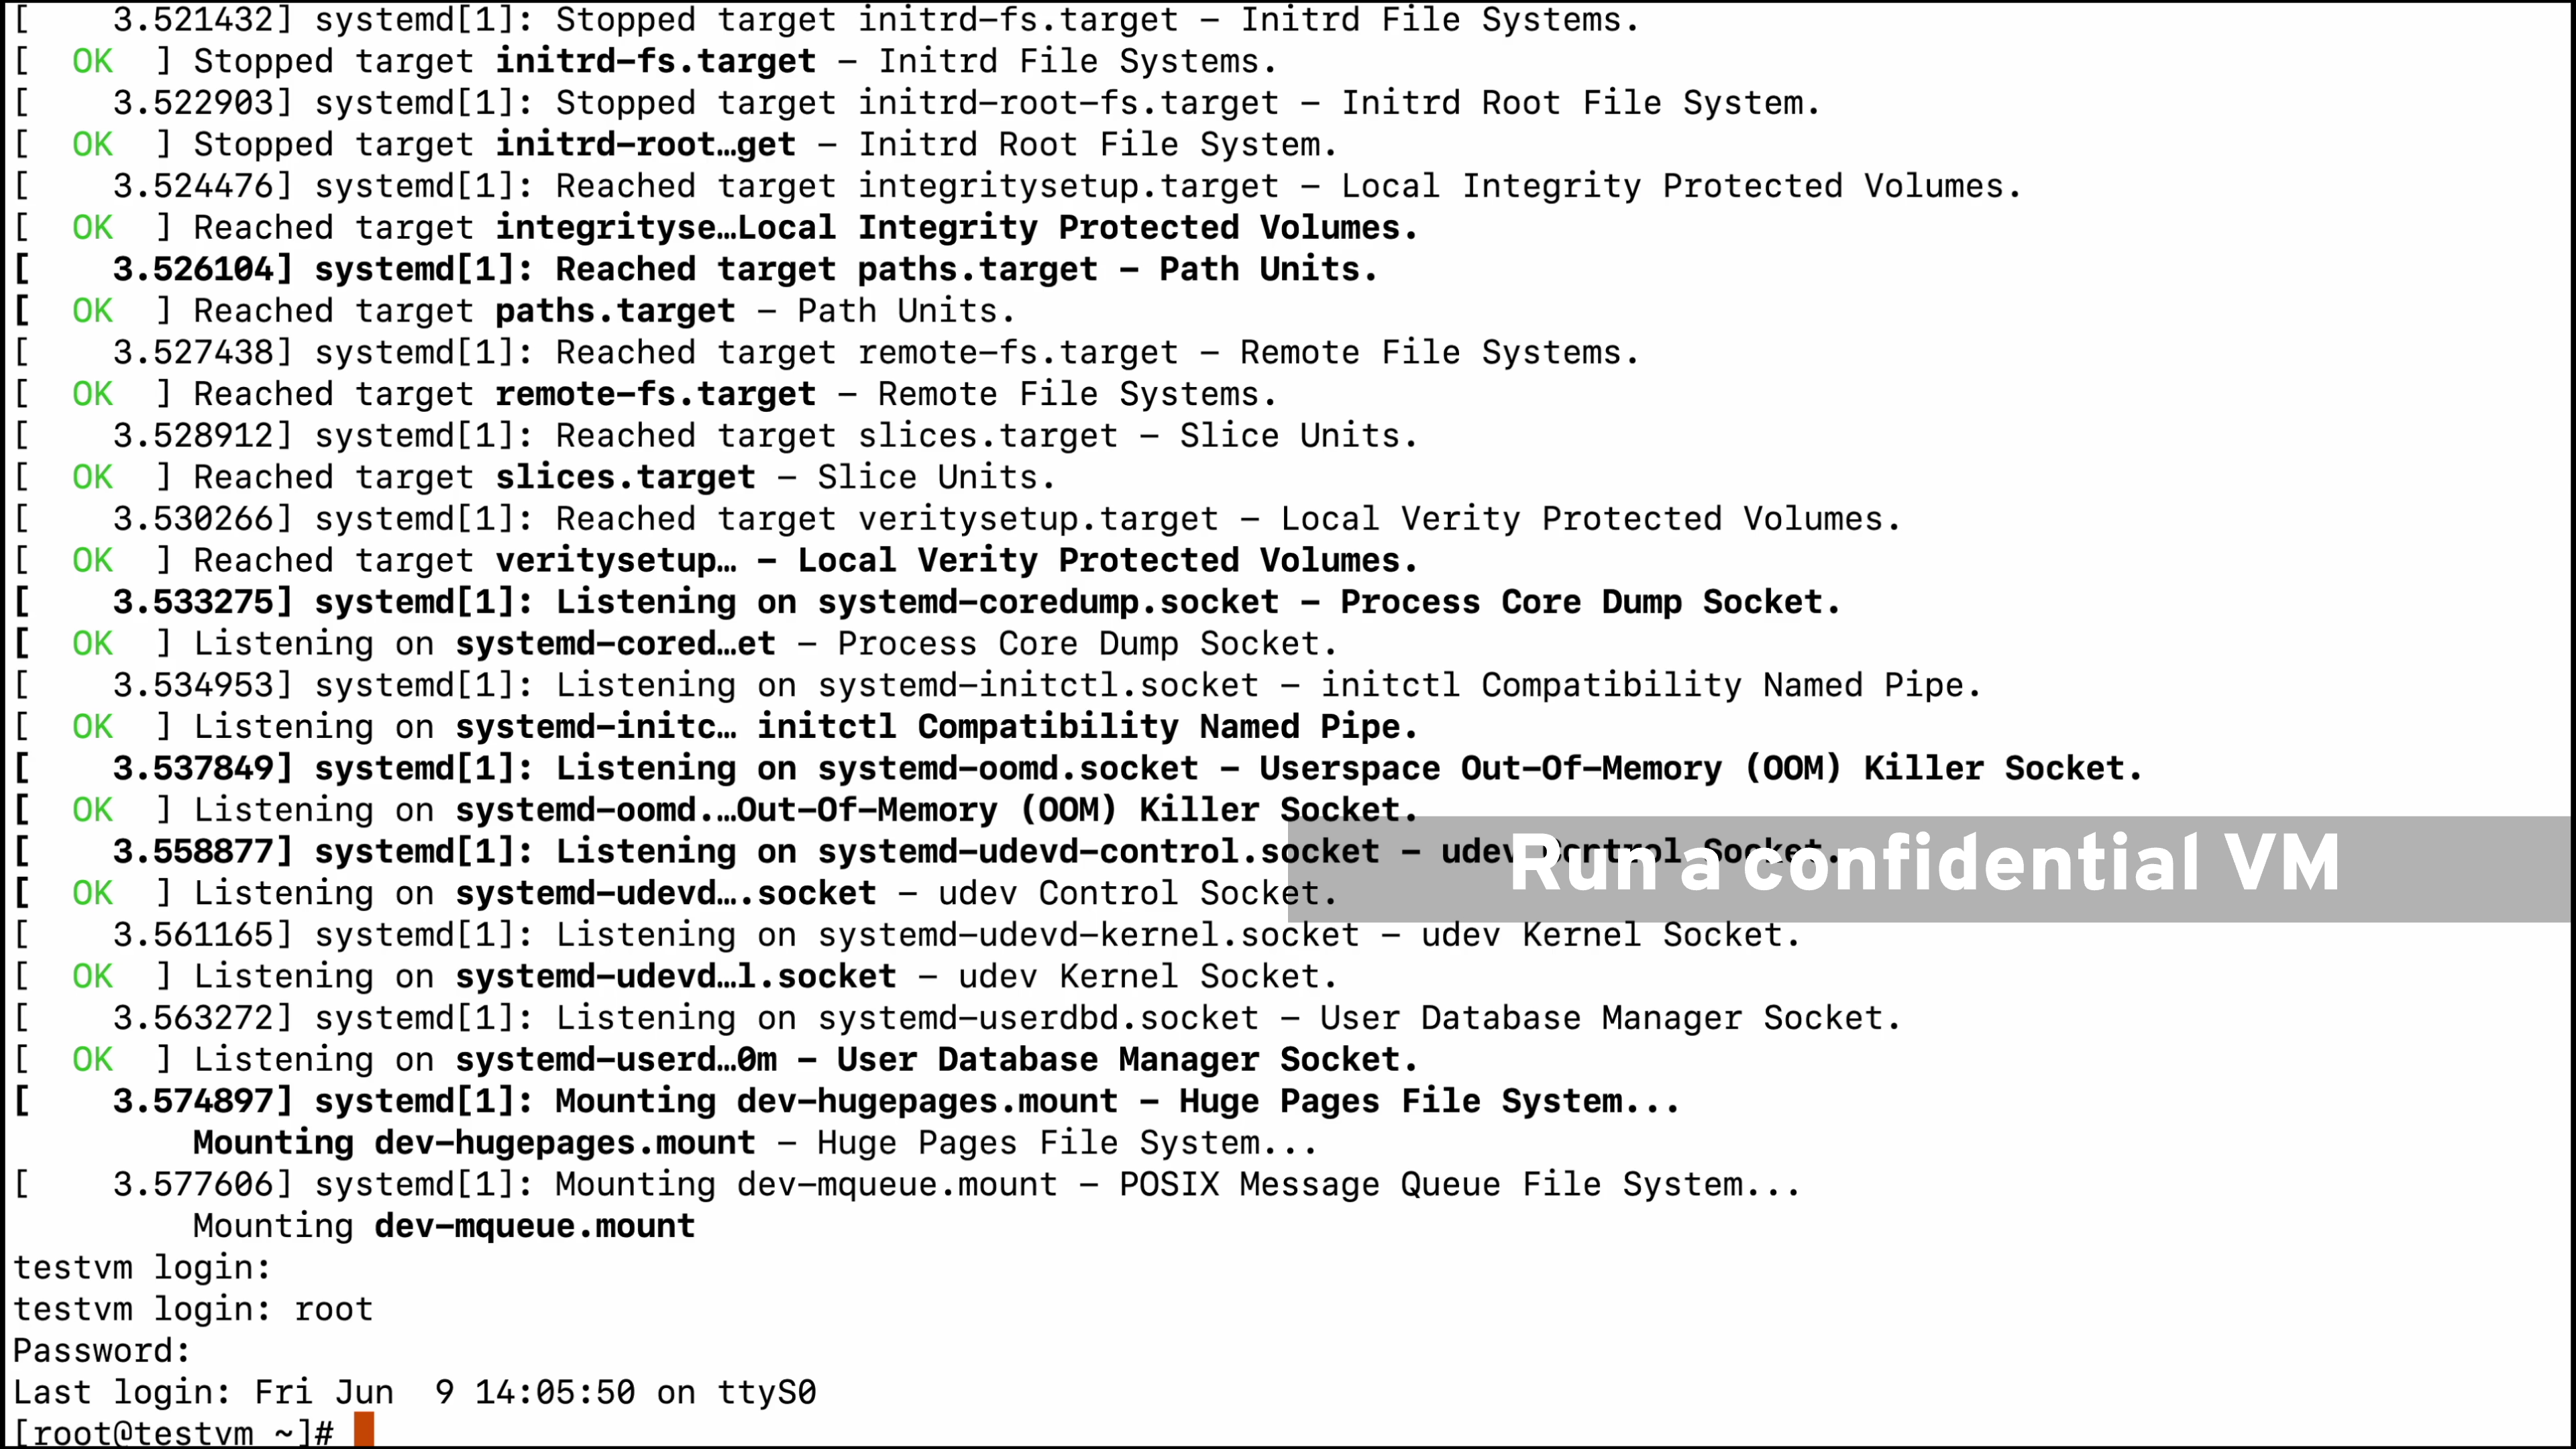 [    3.521432] systemd[1]: Stopped target initrd-fs.target – Initrd File Systems.
[  OK  ] Stopped target initrd-fs.target – Initrd File Systems.
[    3.522903] systemd[1]: Stopped target initrd-root-fs.target – Initrd Root File System.
[  OK  ] Stopped target initrd-root…get – Initrd Root File System.
[    3.524476] systemd[1]: Reached target integritysetup.target – Local Integrity Protected Volumes.
[  OK  ] Reached target integrityse…Local Integrity Protected Volumes.
[    3.526104] systemd[1]: Reached target paths.target – Path Units.
[  OK  ] Reached target paths.target – Path Units.
[    3.527438] systemd[1]: Reached target remote-fs.target – Remote File Systems.
[  OK  ] Reached target remote-fs.target – Remote File Systems.
[    3.528912] systemd[1]: Reached target slices.target – Slice Units.
[  OK  ] Reached target slices.target – Slice Units.
[    3.530266] systemd[1]: Reached target veritysetup.target – Local Verity Protected Volumes.
[  OK  ] Reached target veritysetup… – Local Verity Protected Volumes.
[    3.533275] systemd[1]: Listening on systemd-coredump.socket – Process Core Dump Socket.
[  OK  ] Listening on systemd-cored…et – Process Core Dump Socket.
[    3.534953] systemd[1]: Listening on systemd-initctl.socket – initctl Compatibility Named Pipe.
[  OK  ] Listening on systemd-initc… initctl Compatibility Named Pipe.
[    3.537849] systemd[1]: Listening on systemd-oomd.socket – Userspace Out-Of-Memory (OOM) Killer Socket.
[  OK  ] Listening on systemd-oomd.…Out-Of-Memory (OOM) Killer Socket.
[    3.558877] systemd[1]: Listening on systemd-udevd-control.socket – udev Control Socket.
Run a confidential VM
[  OK  ] Listening on systemd-udevd….socket – udev Control Socket.
[    3.561165] systemd[1]: Listening on systemd-udevd-kernel.socket – udev Kernel Socket.
[  OK  ] Listening on systemd-udevd…l.socket – udev Kernel Socket.
[    3.563272] systemd[1]: Listening on systemd-userdbd.socket – User Database Manager Socket.
[  OK  ] Listening on systemd-userd…0m – User Database Manager Socket.
[    3.574897] systemd[1]: Mounting dev-hugepages.mount – Huge Pages File System...
Mounting dev-hugepages.mount – Huge Pages File System...
[    3.577606] systemd[1]: Mounting dev-mqueue.mount – POSIX Message Queue File System...
Mounting dev-mqueue.mount
testvm login:
testvm login: root
Password:
Last login: Fri Jun  9 14:05:50 on ttyS0
[root@testvm ~]#